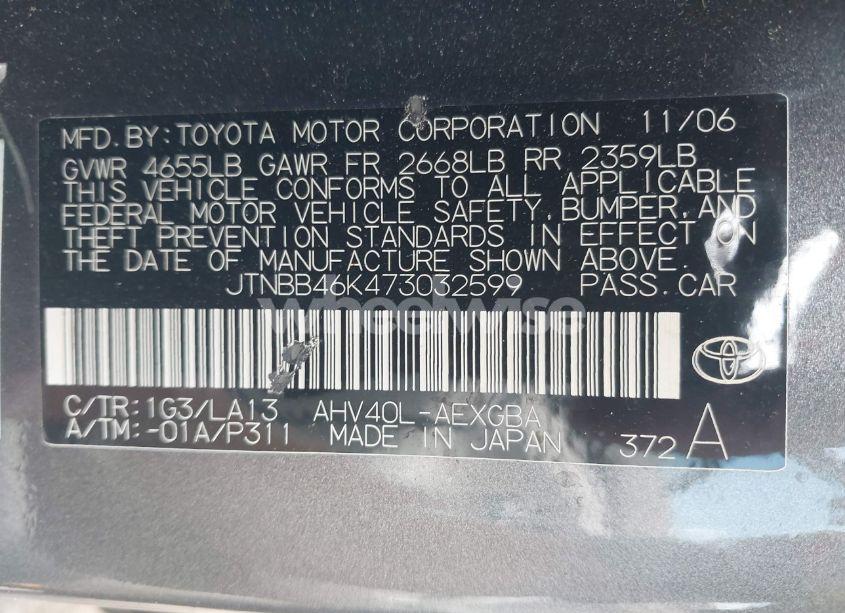 MFD.BY:TOYOTA MOTOR CORPORATION 11/06
GVWR 4655LB GAWR FR 2668LB RR 2359LB
THIS VEHICLE CONFORMS TO ALL APPLICABLE
FEDERAL MOTOR VEHICLE SAFETY,BUMPER,AND
THEFT PREVENTION STANDARDS IN EFFECT ON
THE DATE OF MANUFACTURE SHOWN ABOVE.
JTNBB46K473032599 PASS.CAR
wheelwise
C/TR:1G3/LA13 AHV40L-AEXGBA
A/TM:-01A/P311 MADE IN JAPAN 372 A